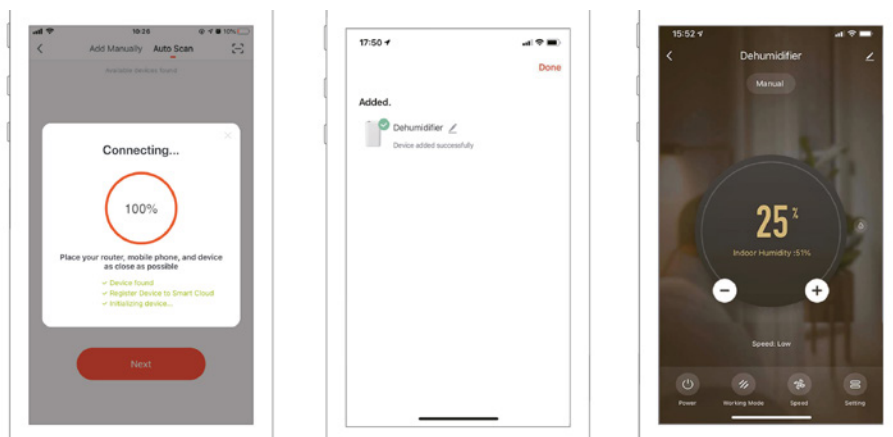 19:26
10%
Add Manually Auto Scan
Available devices found
Connecting...
100%
Place your router, mobile phone, and device
as close as possible
✓ Device found
✓ Register Device to Smart Cloud
✓ Initializing device...
Next
17:50
Done
Added.
Dehumidifier
Device added successfully
15:52
Dehumidifier
Manual
25%
Indoor Humidity :51%
Speed: Low
Power Working Mode Speed Setting